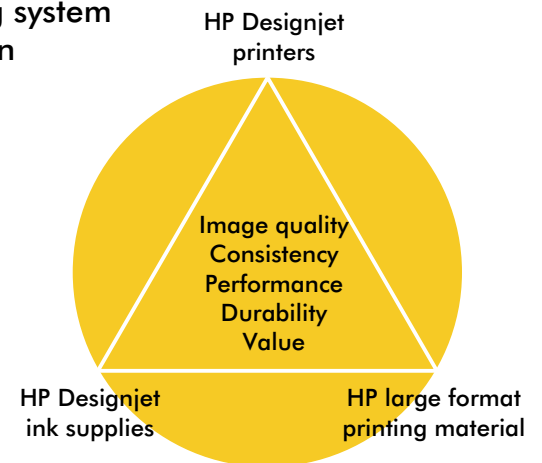 g system
n
HP Designjet
printers
Image quality
Consistency
Performance
Durability
Value
HP Designjet
ink supplies
HP large format
printing material